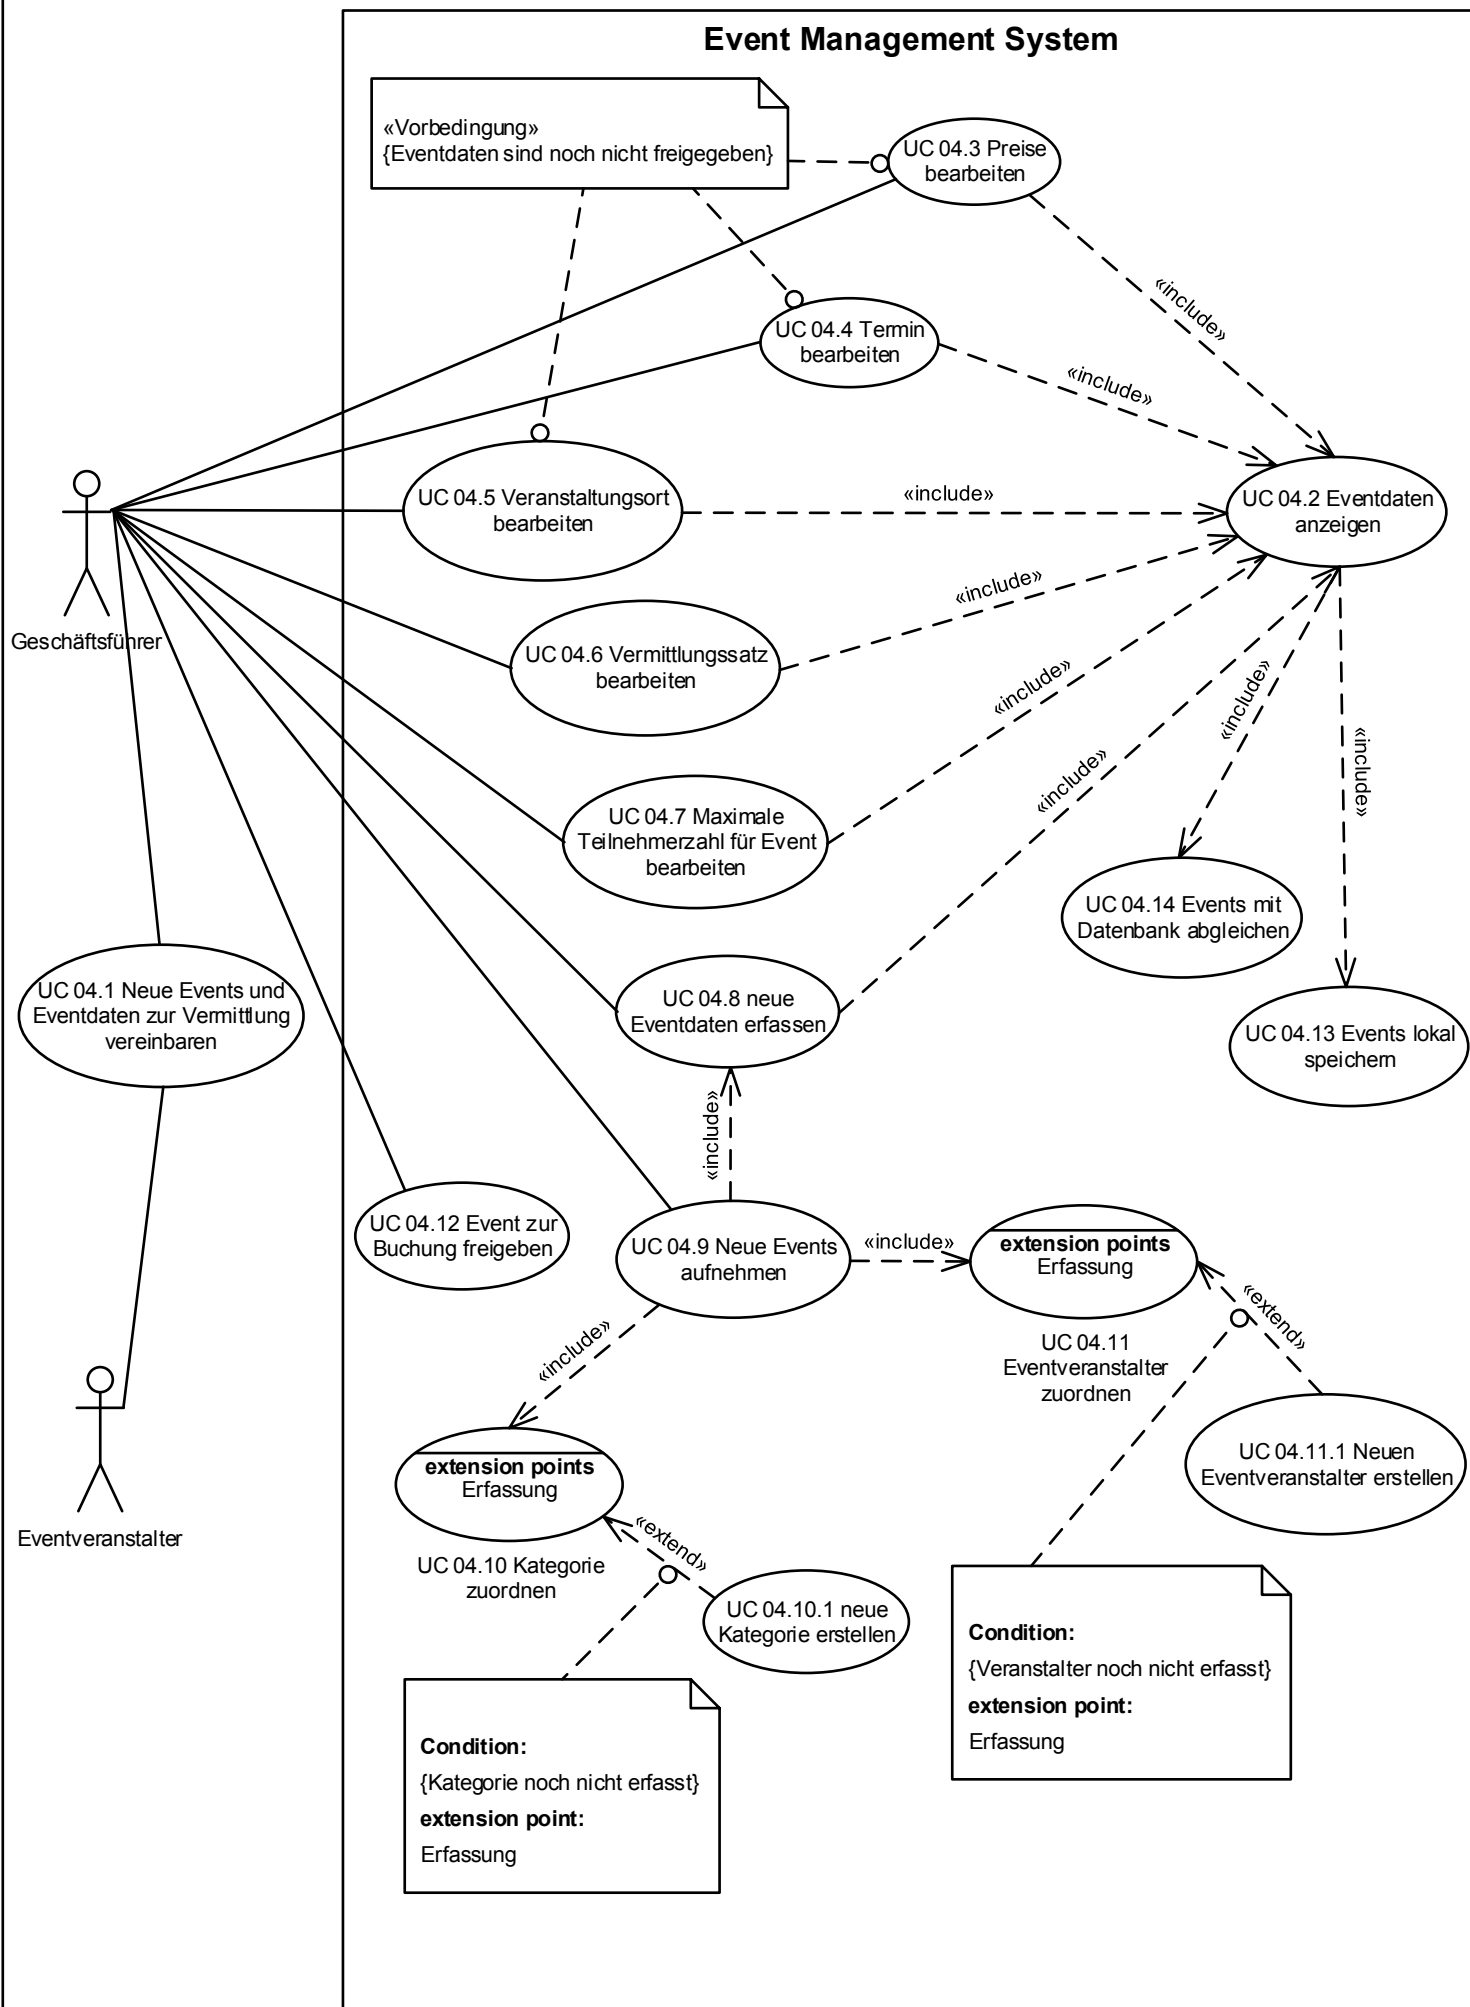 Event Management System
«Vorbedingung»
{Eventdaten sind noch nicht freigegeben}
UC 04.3 Preise
bearbeiten
«include»
UC 04.4 Termin
bearbeiten
«include»
UC 04.5 Veranstaltungsort
bearbeiten
«include»
UC 04.2 Eventdaten
anzeigen
Geschäftsführer
UC 04.6 Vermittlungssatz
bearbeiten
«include»
«include»
«include»
«include»
«include»
UC 04.7 Maximale
Teilnehmerzahl für Event
bearbeiten
UC 04.14 Events mit
Datenbank abgleichen
UC 04.1 Neue Events und
Eventdaten zur Vermittlung
vereinbaren
UC 04.8 neue
Eventdaten erfassen
UC 04.13 Events lokal
speichern
«include»
UC 04.12 Event zur
Buchung freigeben
UC 04.9 Neue Events
aufnehmen
«include»
extension points
Erfassung
UC 04.11
Eventveranstalter
zuordnen
«extend»
«include»
UC 04.11.1 Neuen
Eventveranstalter erstellen
extension points
Erfassung
UC 04.10 Kategorie
zuordnen
«extend»
Eventveranstalter
UC 04.10.1 neue
Kategorie erstellen
Condition:
{Veranstalter noch nicht erfasst}
extension point:
Erfassung
Condition:
{Kategorie noch nicht erfasst}
extension point:
Erfassung